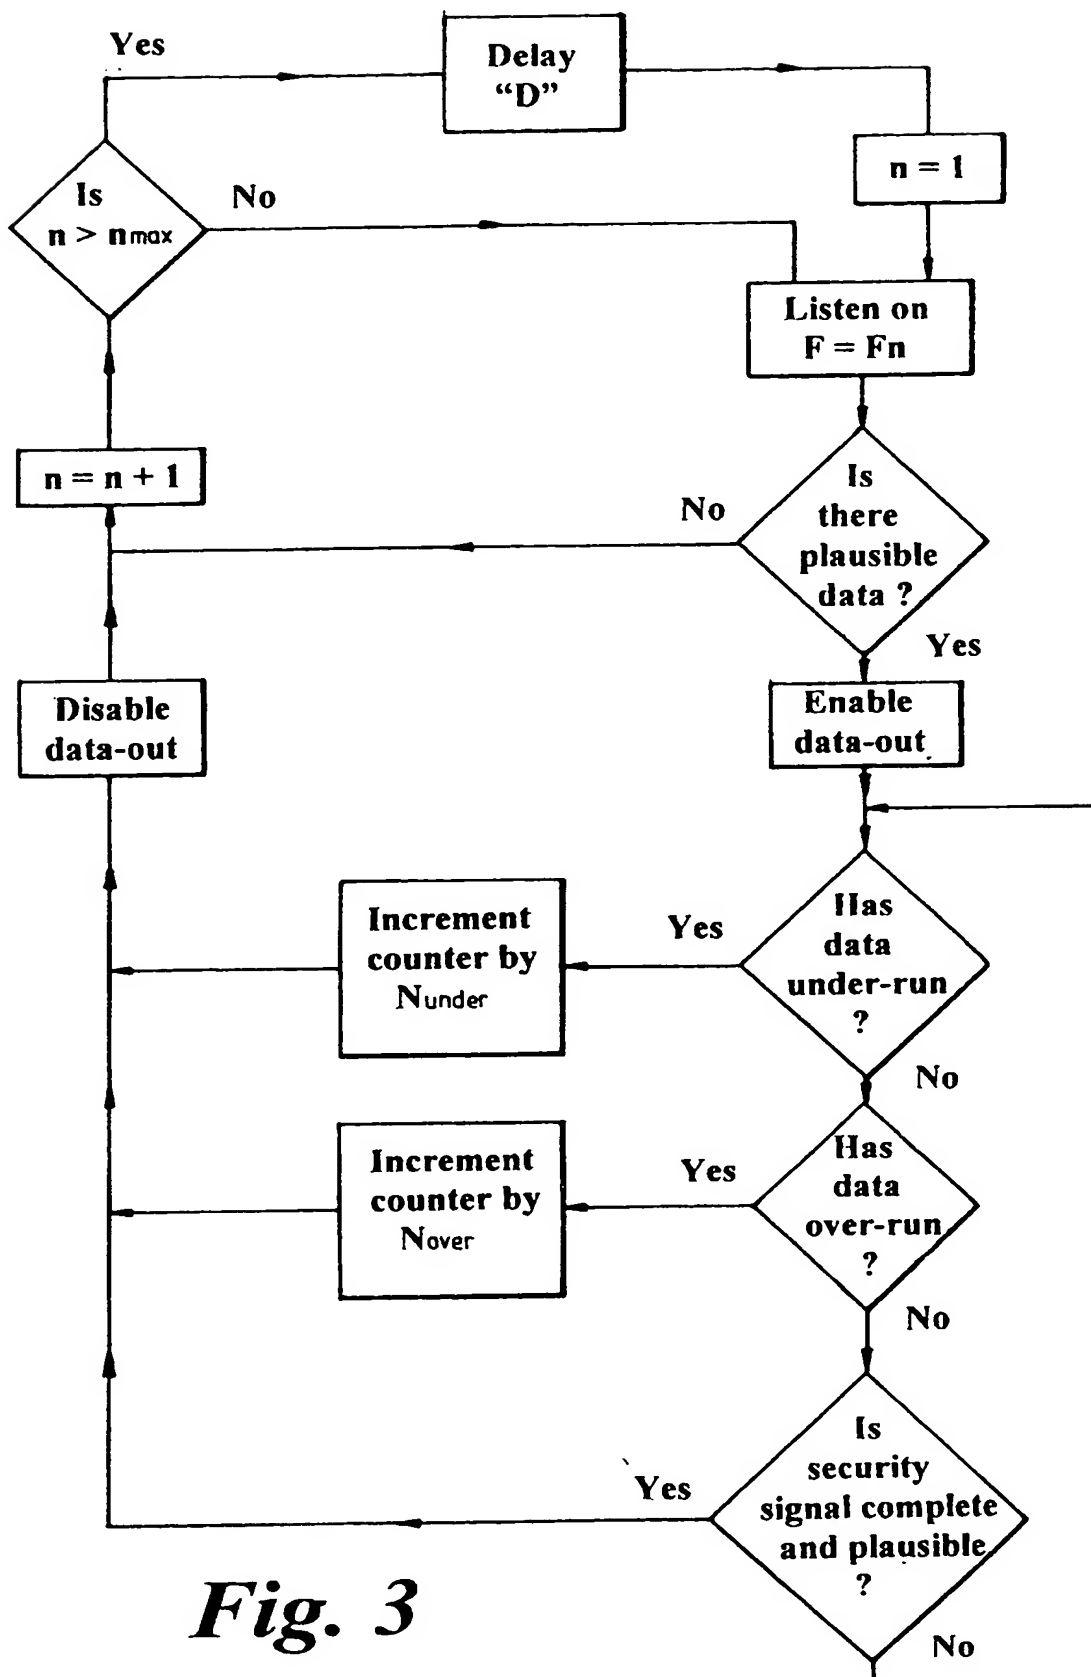 Yes
Delay
“D”
n = 1
Is
n > nmax
No
Listen on
F = Fn
n = n + 1
Is
there
plausible
data ?
No
Yes
Disable
data-out
Enable
data-out
Increment
counter by
Nunder
Yes
Has
data
under-run
?
No
Increment
counter by
Nover
Yes
Has
data
over-run
?
No
Is
security
signal complete
and plausible
?
Yes
No
Fig. 3